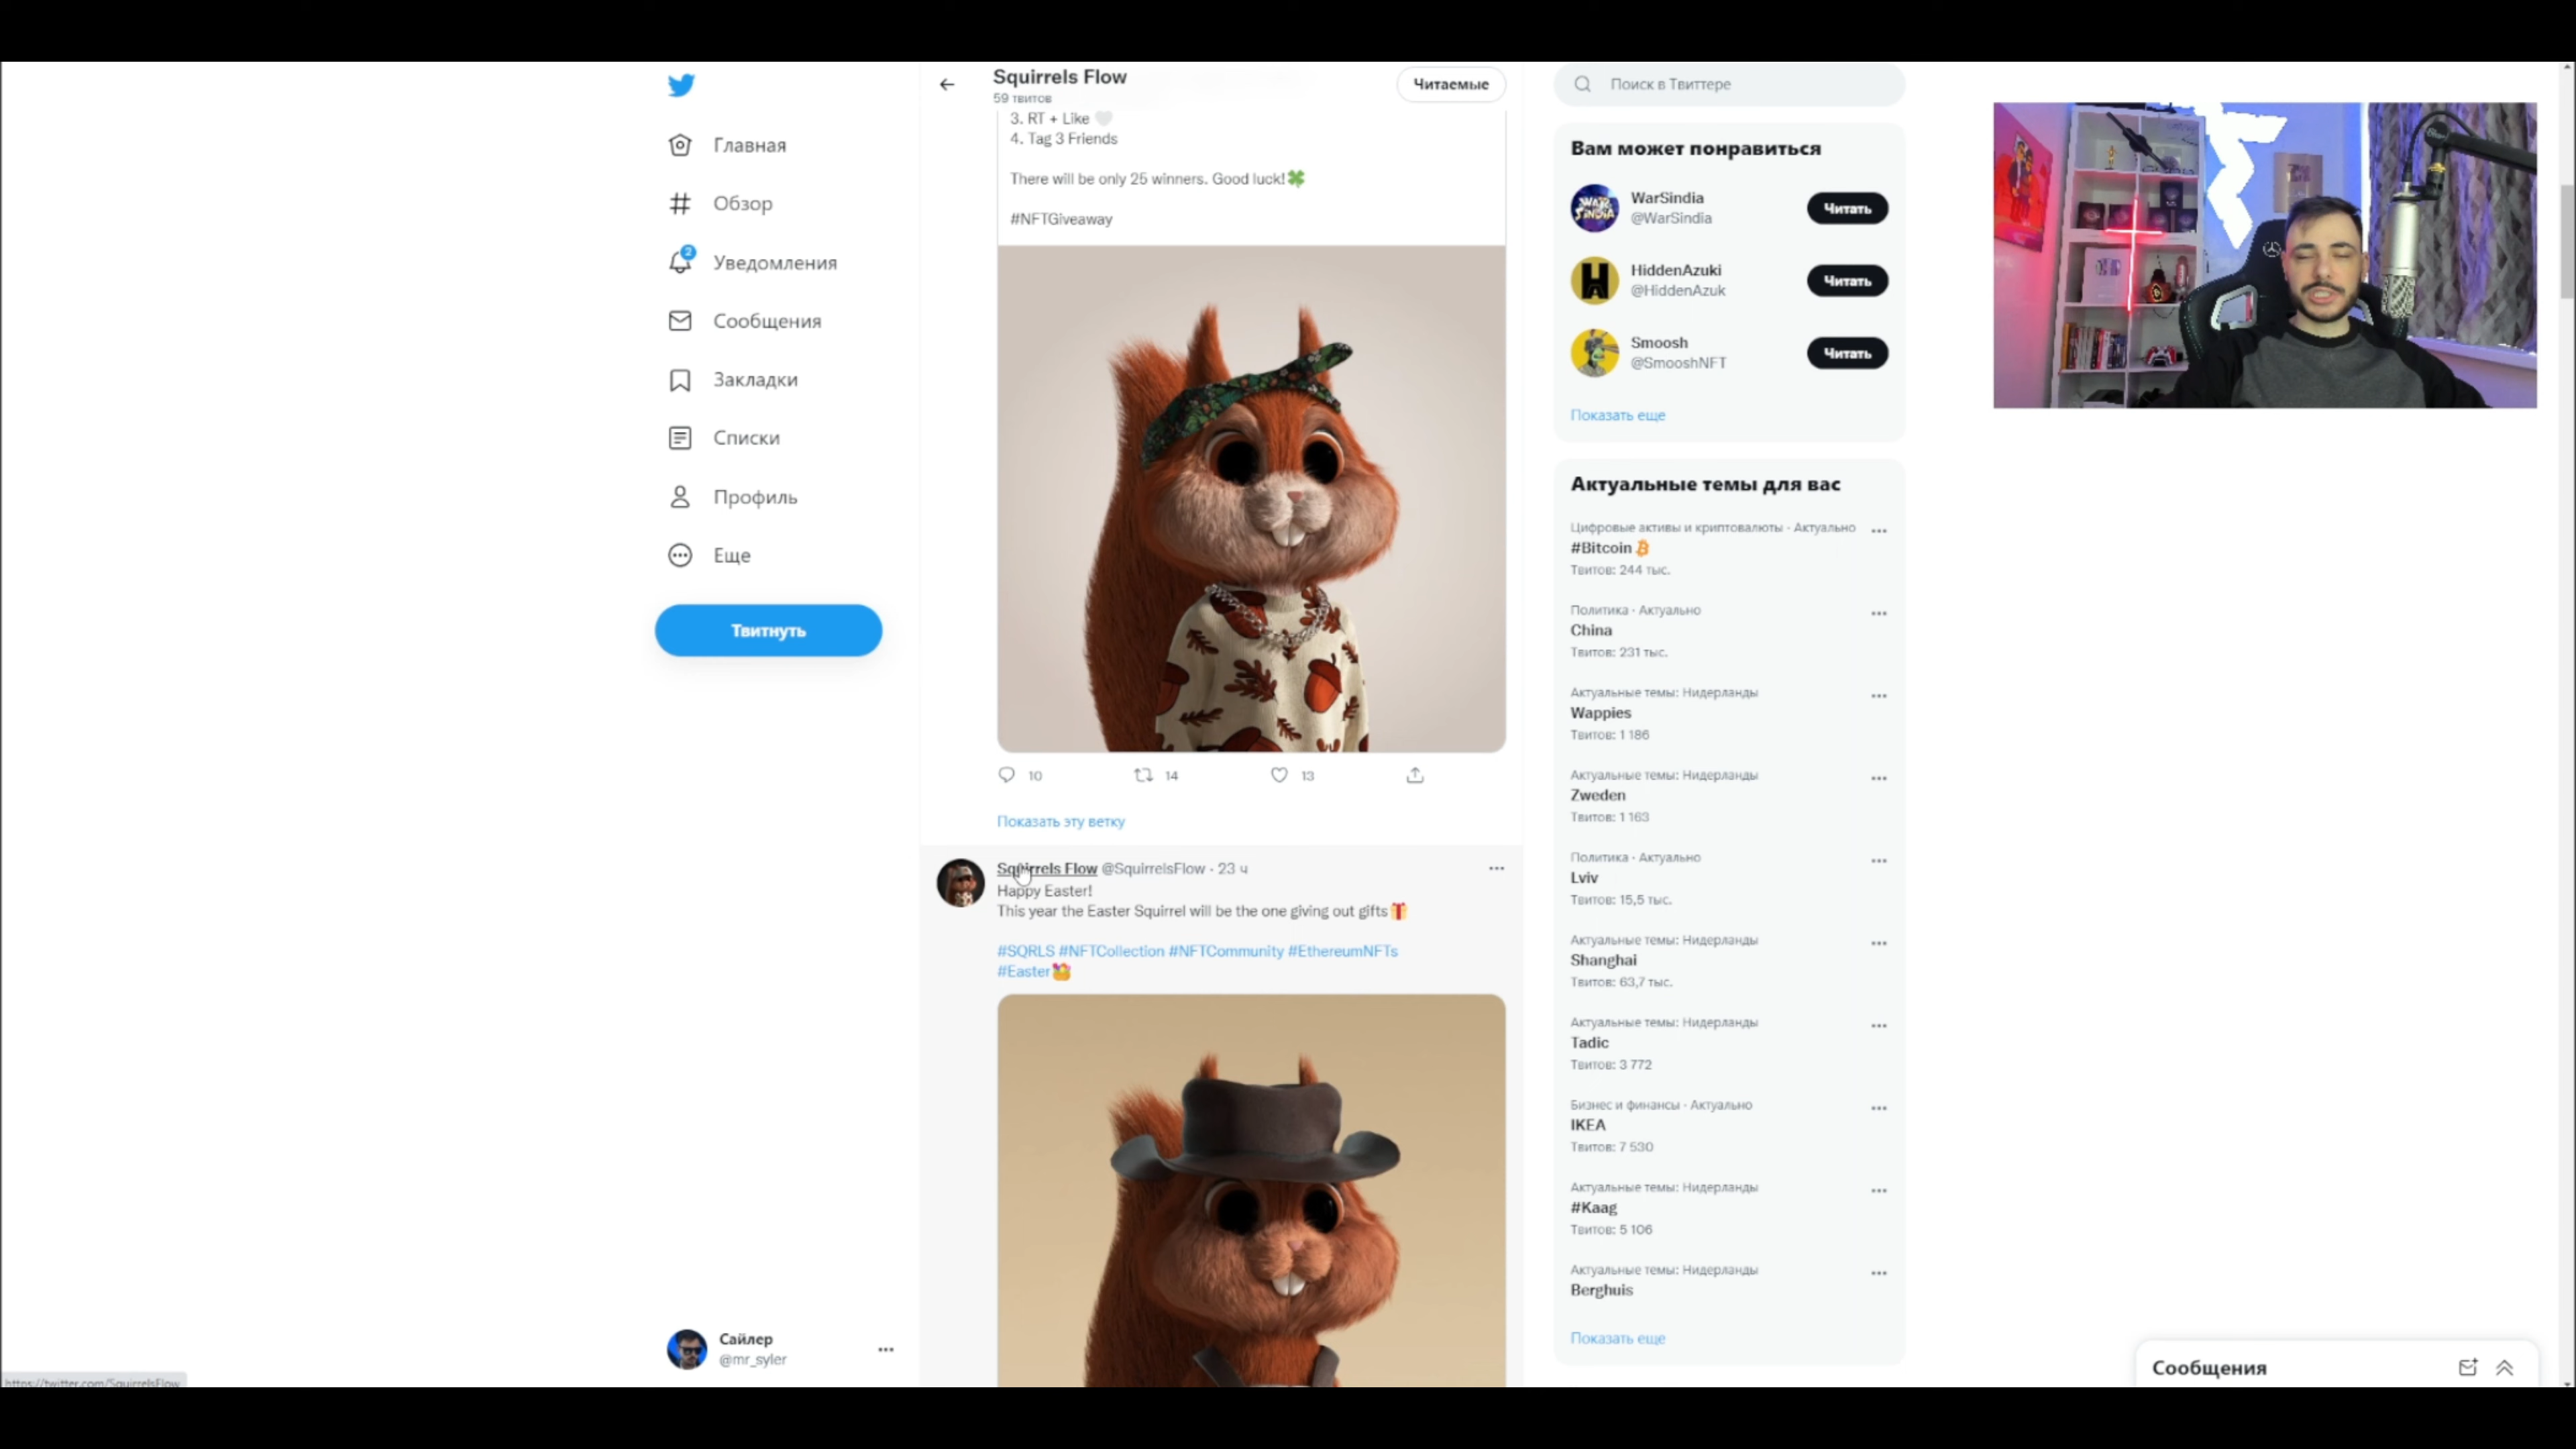 Главная
Обзор
2
Уведомления
Сообщения
Закладки
Списки
Профиль
Еще
Твитнуть
Сайлер
@mr_syler
https://twitter.com/SquirrelsFlow
Squirrels Flow
59 твитов
Читаемые
3. RT + Like
4. Tag 3 Friends
There will be only 25 winners. Good luck!
#NFTGiveaway
10 14 13
Показать эту ветку
Squirrels Flow @SquirrelsFlow · 23 ч
Happy Easter!
This year the Easter Squirrel will be the one giving out gifts
#SQRLS #NFTCollection #NFTCommunity #EthereumNFTs
#Easter
Поиск в Твиттере
Вам может понравиться
WarSindia
@WarSindia
Читать
HiddenAzuki
@HiddenAzuk
Читать
Smoosh
@SmooshNFT
Читать
Показать еще
Актуальные темы для вас
Цифровые активы и криптовалюты · Актуально
#Bitcoin
Твитов: 244 тыс.
Политика · Актуально
China
Твитов: 231 тыс.
Актуальные темы: Нидерланды
Wappies
Твитов: 1 186
Актуальные темы: Нидерланды
Zweden
Твитов: 1 163
Политика · Актуально
Lviv
Твитов: 15,5 тыс.
Актуальные темы: Нидерланды
Shanghai
Твитов: 63,7 тыс.
Актуальные темы: Нидерланды
Tadic
Твитов: 3 772
Бизнес и финансы · Актуально
IKEA
Твитов: 7 530
Актуальные темы: Нидерланды
#Kaag
Твитов: 5 106
Актуальные темы: Нидерланды
Berghuis
Показать еще
Сообщения